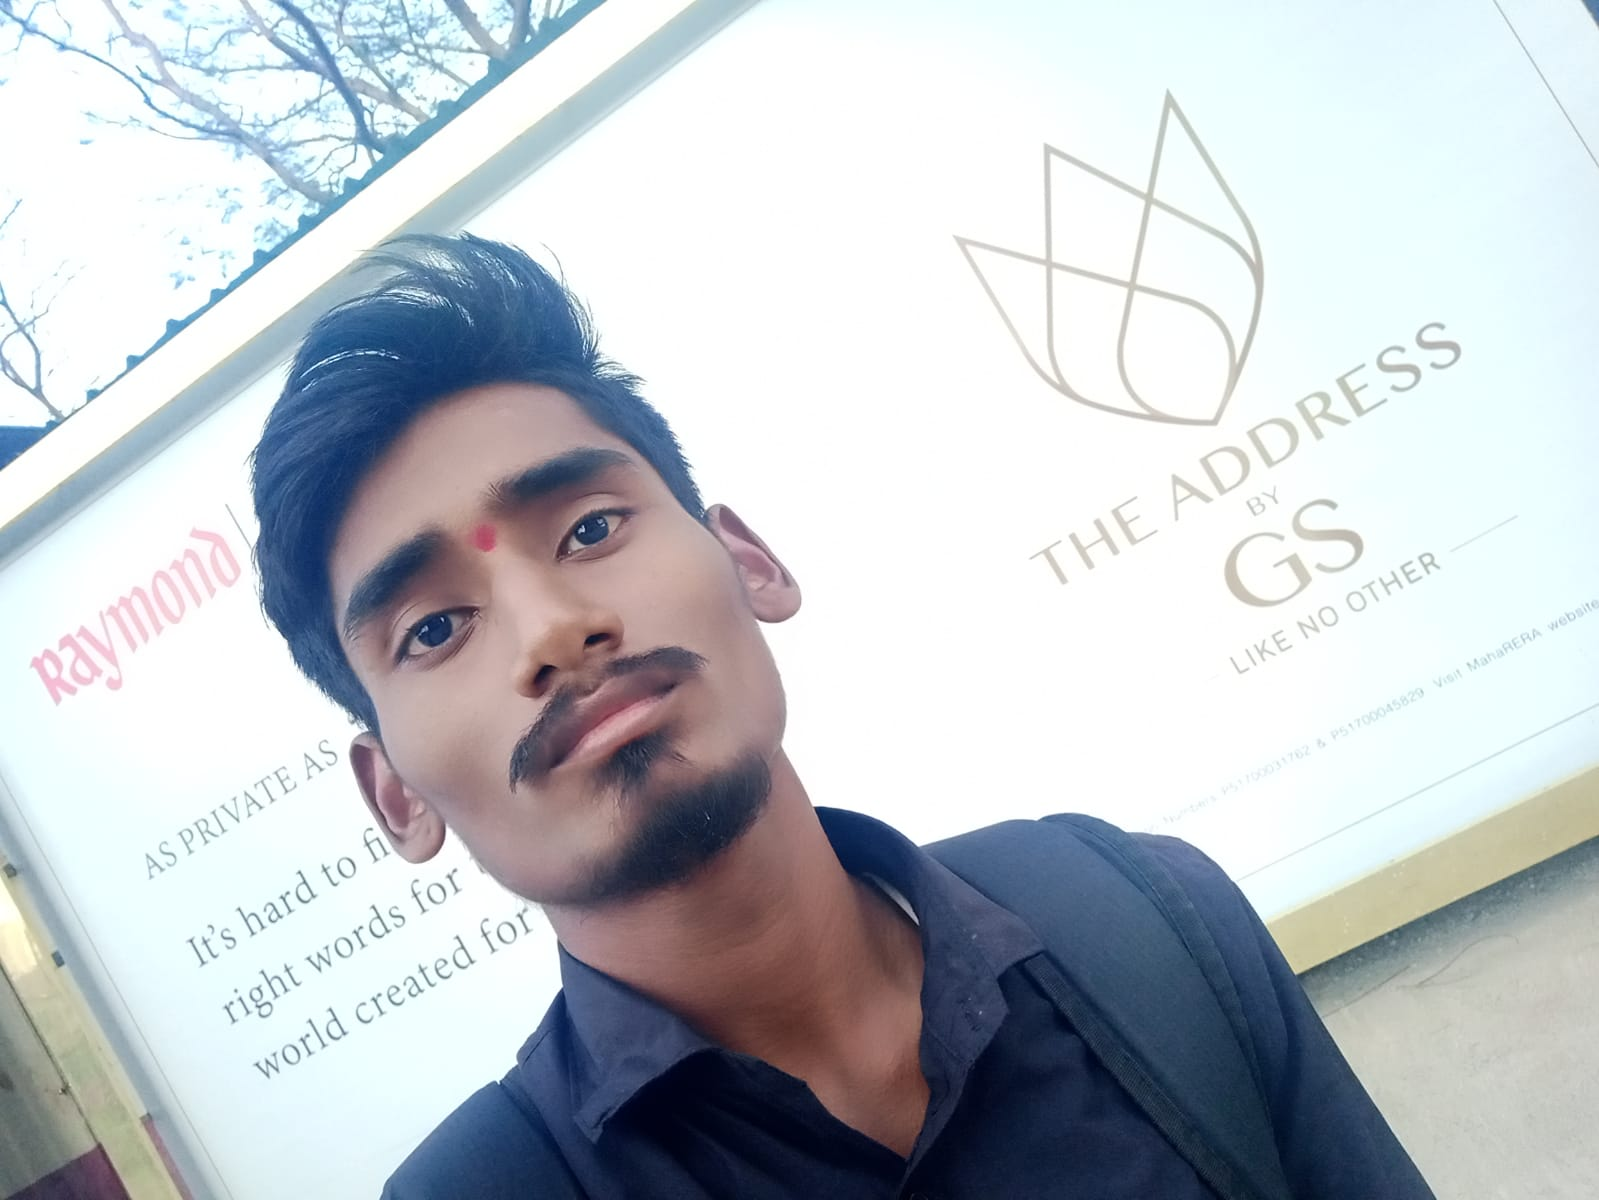 Raymond
AS PRIVATE AS
It's hard to
right words for
world created for
THE ADDRESS
BY
GS
LIKE NO OTHER
Numbers P51700031762 & P51700045829 Visit MahaRERA website